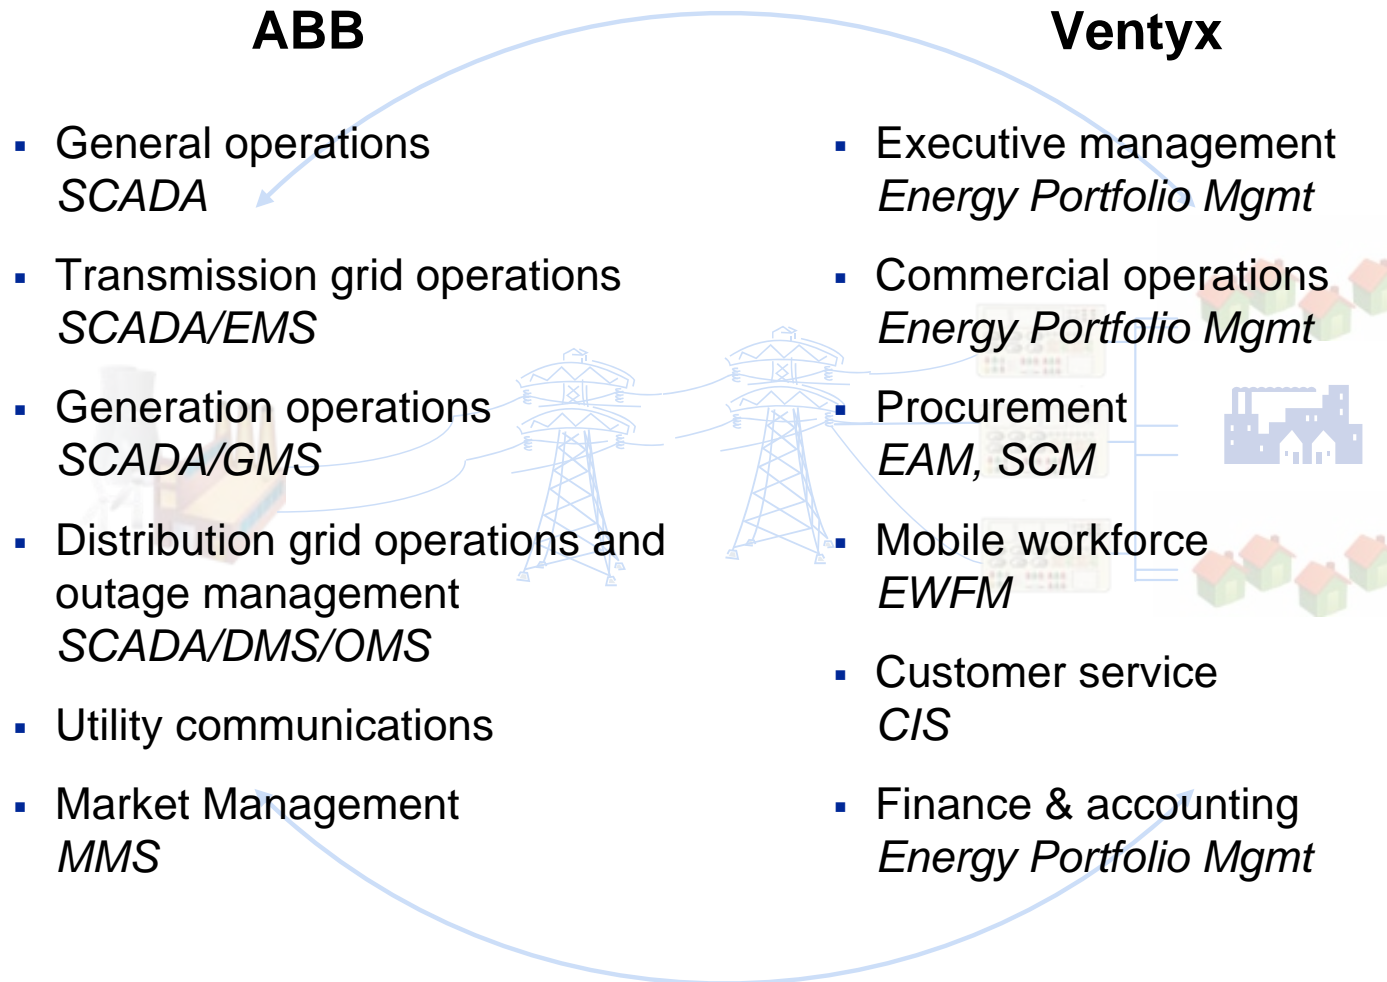 ABB
General operations
SCADA
Transmission grid operations
SCADA/EMS
Generation operations
SCADA/GMS
Distribution grid operations and
outage management
SCADA/DMS/OMS
Utility communications
Market Management
MMS
Ventyx
Executive management
Energy Portfolio Mgmt
Commercial operations
Energy Portfolio Mgmt
Procurement
EAM, SCM
Mobile workforce
EWFM
Customer service
CIS
Finance & accounting
Energy Portfolio Mgmt